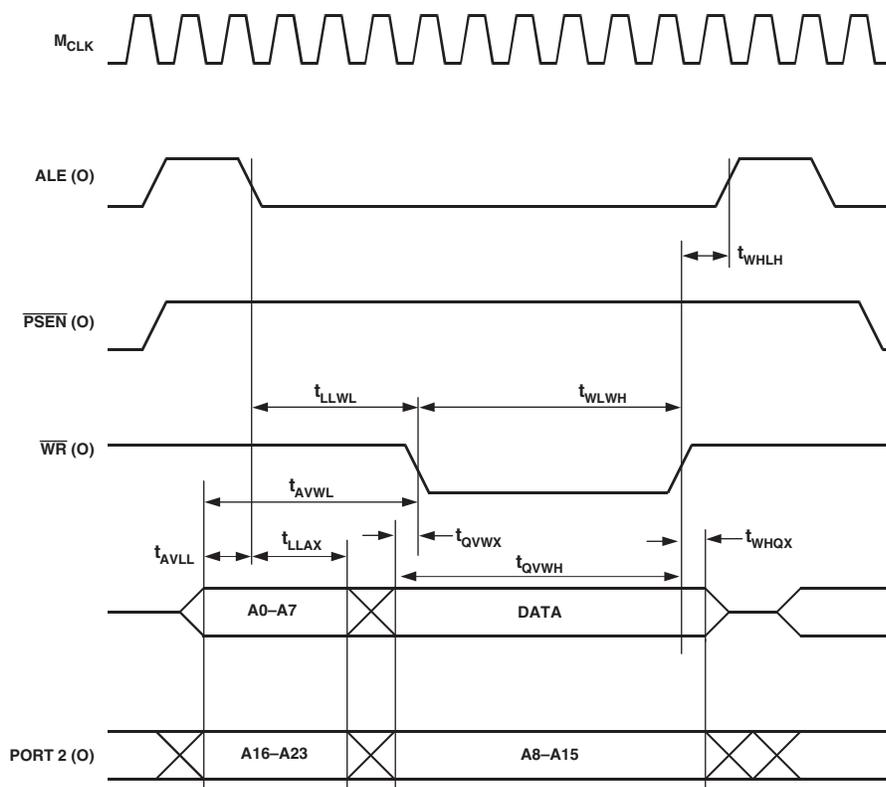 MCLK
ALE (O)
tWHLH
PSEN (O)
tLLWL
tWLWH
WR (O)
tAVWL
tAVLL
tLLAX
tQVWX
tWHQX
tQVWH
A0–A7
DATA
PORT 2 (O)
A16–A23
A8–A15